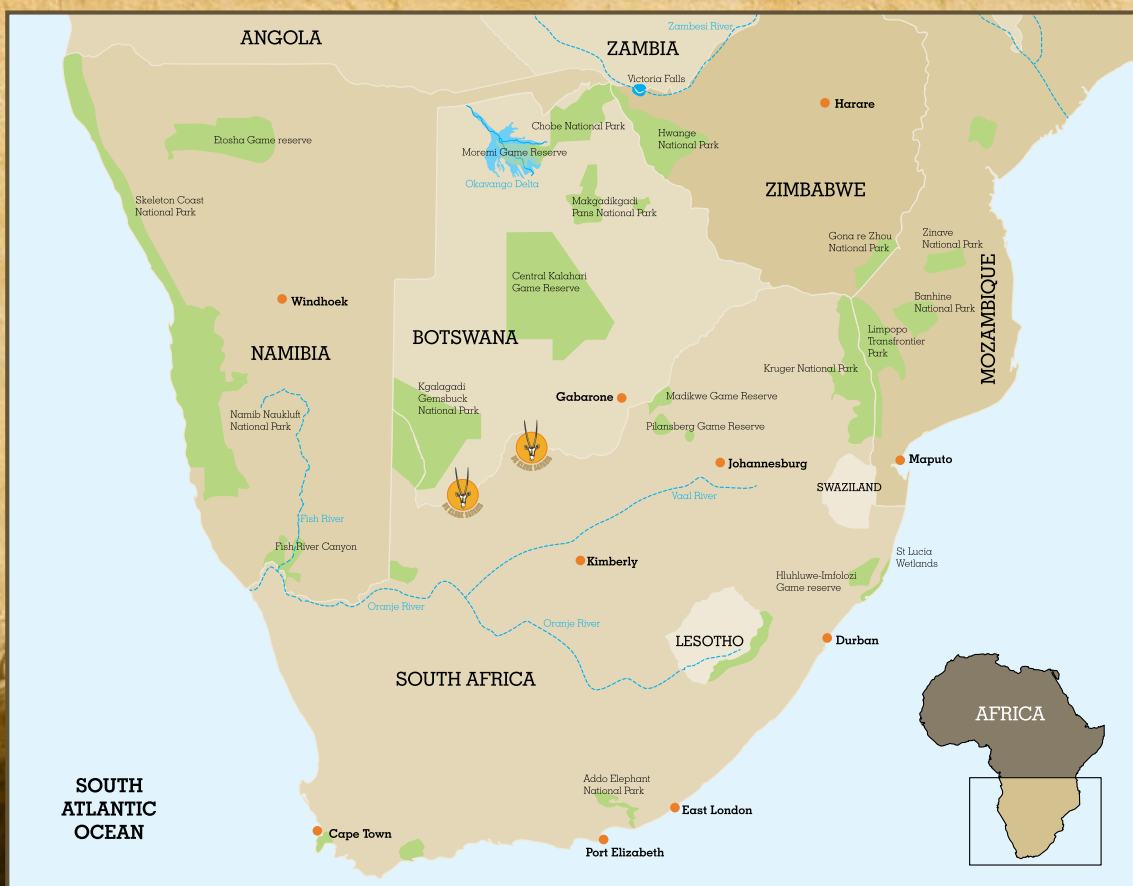 ANGOLA
ZAMBIA
Zambesi River
Victoria Falls
Harare
Chobe National Park
Etosha Game reserve
Hwange
National Park
Moremi Game Reserve
Okavango Delta
ZIMBABWE
Skeleton Coast
National Park
Makgadikgadi
Pans National Park
Gona re Zhou
National Park
Zinave
National Park
Central Kalahari
Game Reserve
MOZAMBIQUE
Windhoek
Banhine
National Park
BOTSWANA
Limpopo
Transfrontier
Park
NAMIBIA
Kruger National Park
Kgalagadi
Gemsbuck
National Park
Gabarone
Madikwe Game Reserve
Namib Naukluft
National Park
Pilansberg Game Reserve
Johannesburg
Maputo
SWAZILAND
Vaal River
Fish River
Fish River Canyon
Kimberly
St Lucia
Wetlands
Hluhluwe-Imfolozi
Game reserve
Oranje River
Oranje River
LESOTHO
Durban
SOUTH AFRICA
AFRICA
SOUTH
ATLANTIC
OCEAN
Addo Elephant
National Park
East London
Cape Town
Port Elizabeth